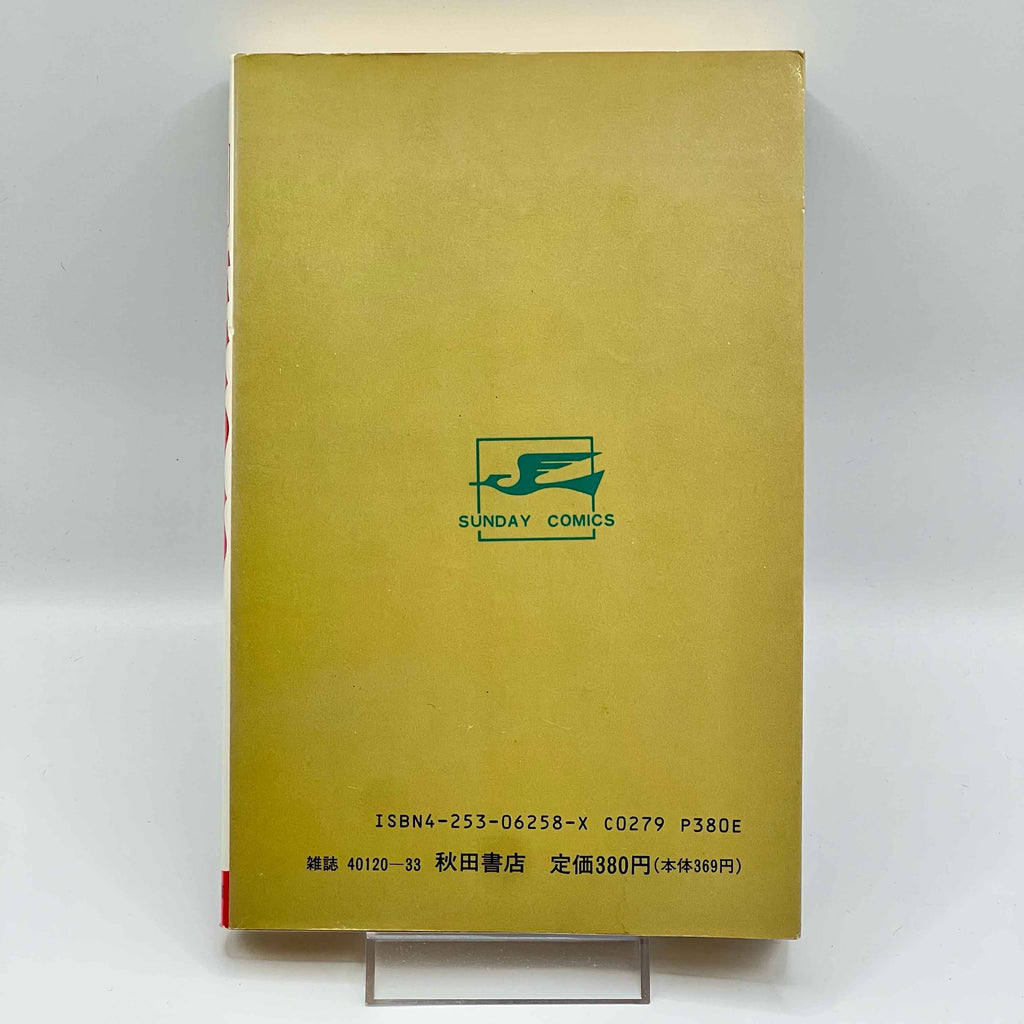 SUNDAY COMICS
ISBN4-253-06258-X C0279 P380E
雑誌 40120—33 秋田書店 定価380円(本体369円)